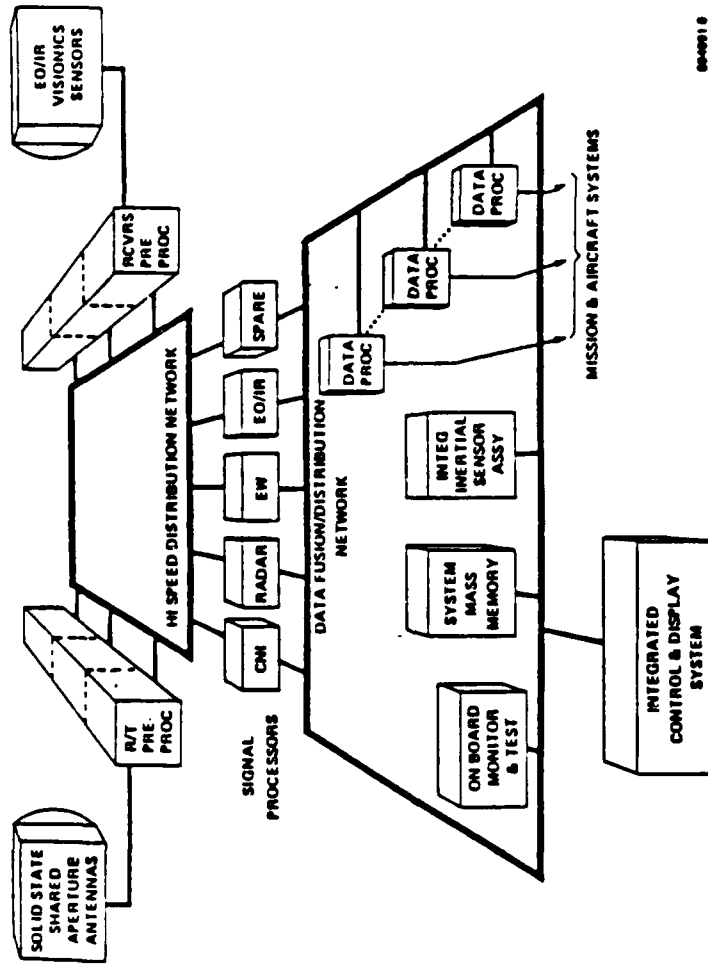 SOLID STATE
SHARED
APERTURE
ANTENNAS
EO/IR
VISIONICS
SENSORS
R/T
PRE-
PROC
RCVRS
PRE
PROC
HI SPEED DISTRIBUTION NETWORK
SIGNAL
PROCESSORS
CNI
RADAR
EW
EO/IR
SPARE
DATA FUSION/DISTRIBUTION
NETWORK
DATA
PROC
DATA
PROC
DATA
PROC
ON BOARD
MONITOR
& TEST
SYSTEM
MASS
MEMORY
INTEG
INERTIAL
SENSOR
ASSY
MISSION & AIRCRAFT SYSTEMS
INTEGRATED
CONTROL & DISPLAY
SYSTEM